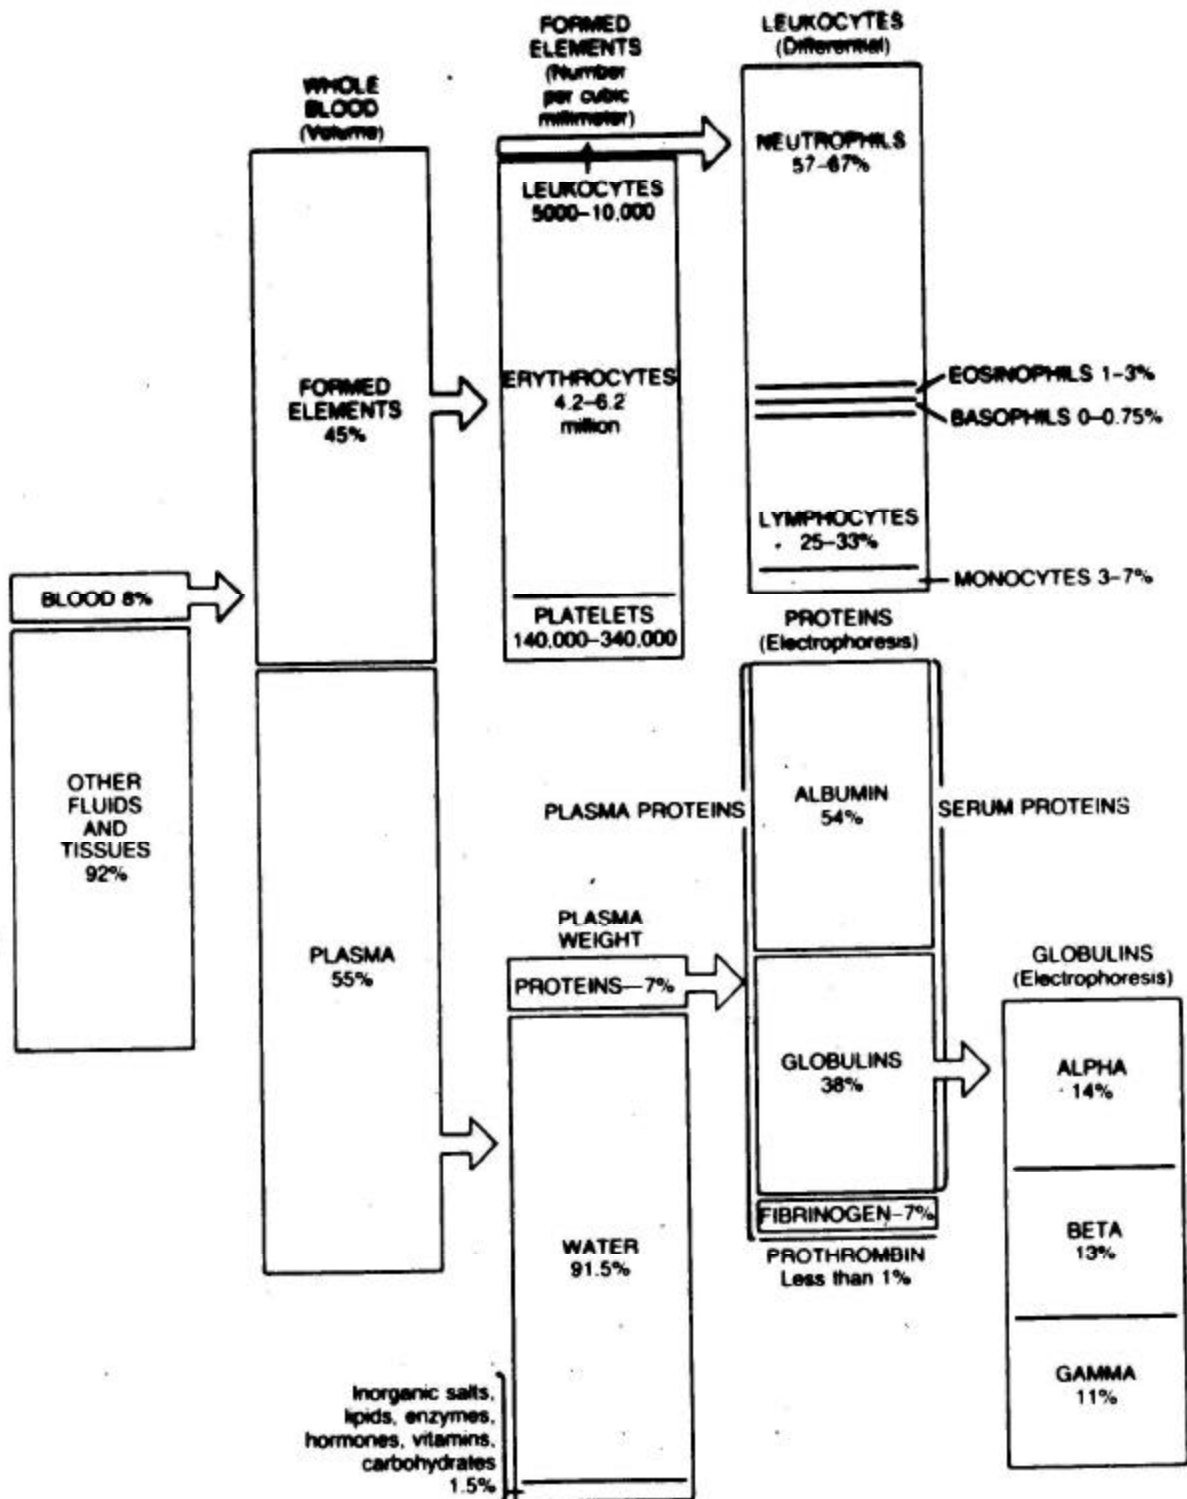 WHOLE
BLOOD
(Volume)
FORMED
ELEMENTS
(Number
per cubic
millimeter)
LEUKOCYTES
(Differential)
BLOOD 8%
OTHER
FLUIDS
AND
TISSUES
92%
FORMED
ELEMENTS
45%
PLASMA
55%
LEUKOCYTES
5000–10,000
ERYTHROCYTES
4.2–6.2
million
PLATELETS
140,000–340,000
NEUTROPHILS
57–67%
EOSINOPHILS 1–3%
BASOPHILS 0–0.75%
LYMPHOCYTES
25–33%
MONOCYTES 3–7%
PLASMA
WEIGHT
PROTEINS—7%
WATER
91.5%
Inorganic salts,
lipids, enzymes,
hormones, vitamins,
carbohydrates
1.5%
PROTEINS
(Electrophoresis)
PLASMA PROTEINS
ALBUMIN
54%
SERUM PROTEINS
GLOBULINS
38%
FIBRINOGEN–7%
PROTHROMBIN
Less than 1%
GLOBULINS
(Electrophoresis)
ALPHA
14%
BETA
13%
GAMMA
11%